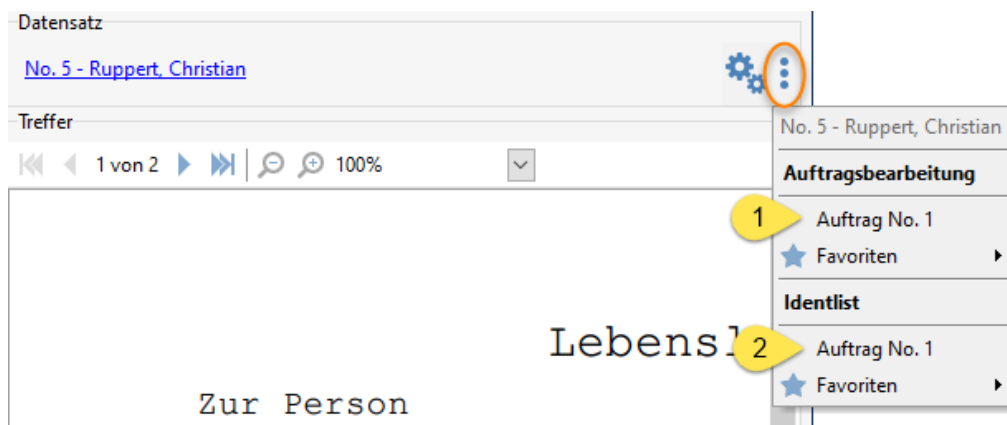 Datensatz
No. 5 - Ruppert, Christian
Treffer
No. 5 - Ruppert, Christian
1 von 2 100%
Auftragsbearbeitung
1 Auftrag No. 1
Favoriten
Identlist
Lebensl
2 Auftrag No. 1
Favoriten
Zur Person